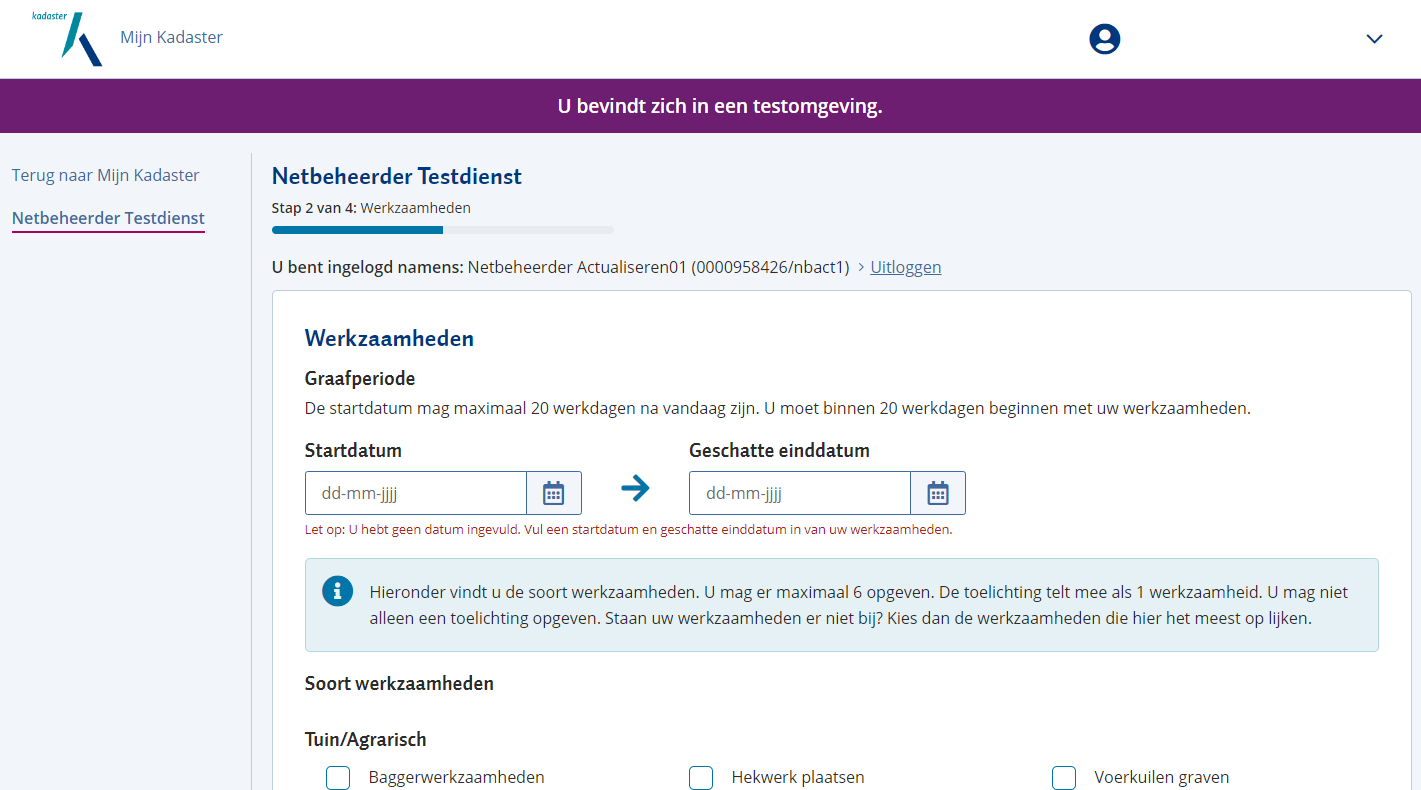 kadaster
Mijn Kadaster
U bevindt zich in een testomgeving.
Terug naar Mijn Kadaster
Netbeheerder Testdienst
Netbeheerder Testdienst
Stap 2 van 4: Werkzaamheden
U bent ingelogd namens: Netbeheerder Actualiseren01 (0000958426/nbact1) > Uitloggen
Werkzaamheden
Graafperiode
De startdatum mag maximaal 20 werkdagen na vandaag zijn. U moet binnen 20 werkdagen beginnen met uw werkzaamheden.
Startdatum Geschatte einddatum
dd-mm-jjjj dd-mm-jjjj
Let op: U hebt geen datum ingevuld. Vul een startdatum en geschatte einddatum in van uw werkzaamheden.
Hieronder vindt u de soort werkzaamheden. U mag er maximaal 6 opgeven. De toelichting telt mee als 1 werkzaamheid. U mag niet
alleen een toelichting opgeven. Staan uw werkzaamheden er niet bij? Kies dan de werkzaamheden die hier het meest op lijken.
Soort werkzaamheden
Tuin/Agrarisch
Baggerwerkzaamheden Hekwerk plaatsen Voerkuilen graven